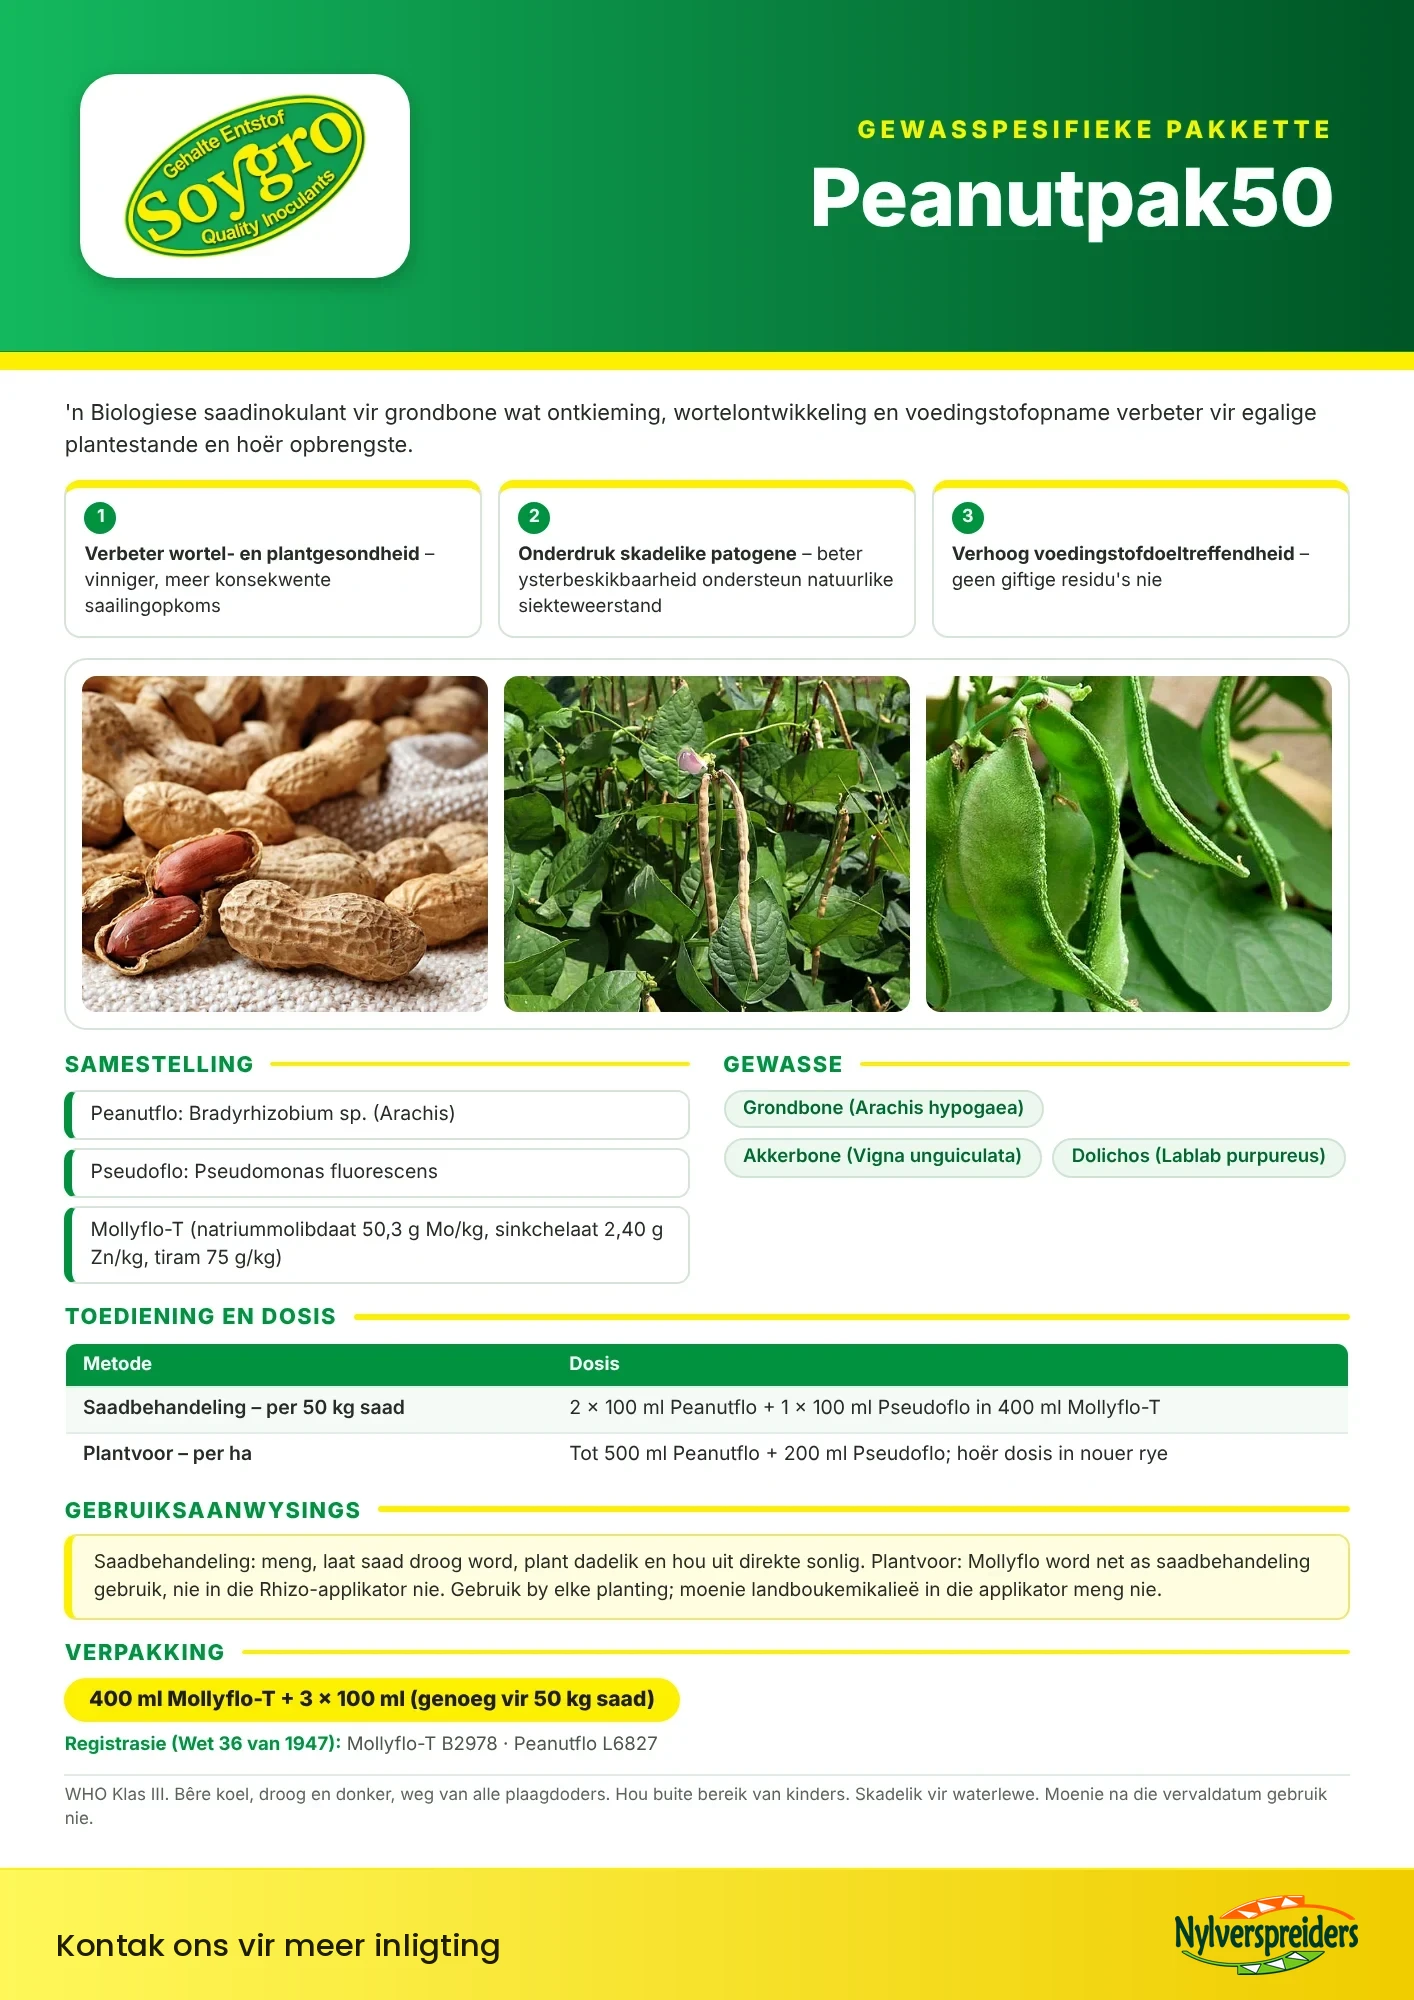 Gehalte Entstof
Soygro
Quality Inoculants
GEWASSPESIFIEKE PAKKETTE
Peanutpak50
'n Biologiese saadinokulant vir grondbone wat ontkieming, wortelontwikkeling en voedingstofopname verbeter vir egalige
plantestande en hoër opbrengste.
1
Verbeter wortel- en plantgesondheid –
vinniger, meer konsekwente
saailingopkoms
2
Onderdruk skadelike patogene – beter
ysterbeskikbaarheid ondersteun natuurlike
siekteweerstand
3
Verhoog voedingstofdoeltreffendheid –
geen giftige residu's nie
SAMESTELLING
Peanutflo: Bradyrhizobium sp. (Arachis)
Pseudoflo: Pseudomonas fluorescens
Mollyflo-T (natriummolibdaat 50,3 g Mo/kg, sinkchelaat 2,40 g
Zn/kg, tiram 75 g/kg)
GEWASSE
Grondbone (Arachis hypogaea)
Akkerbone (Vigna unguiculata) Dolichos (Lablab purpureus)
TOEDIENING EN DOSIS
Metode Dosis
Saadbehandeling – per 50 kg saad 2 × 100 ml Peanutflo + 1 × 100 ml Pseudoflo in 400 ml Mollyflo-T
Plantvoor – per ha Tot 500 ml Peanutflo + 200 ml Pseudoflo; hoër dosis in nouer rye
GEBRUIKSAANWYSINGS
Saadbehandeling: meng, laat saad droog word, plant dadelik en hou uit direkte sonlig. Plantvoor: Mollyflo word net as saadbehandeling
gebruik, nie in die Rhizo-applikator nie. Gebruik by elke planting; moenie landboukemikalieë in die applikator meng nie.
VERPAKKING
400 ml Mollyflo-T + 3 × 100 ml (genoeg vir 50 kg saad)
Registrasie (Wet 36 van 1947): Mollyflo-T B2978 · Peanutflo L6827
WHO Klas III. Bêre koel, droog en donker, weg van alle plaagdoders. Hou buite bereik van kinders. Skadelik vir waterlewe. Moenie na die vervaldatum gebruik
nie.
Kontak ons vir meer inligting
Nylverspreiders